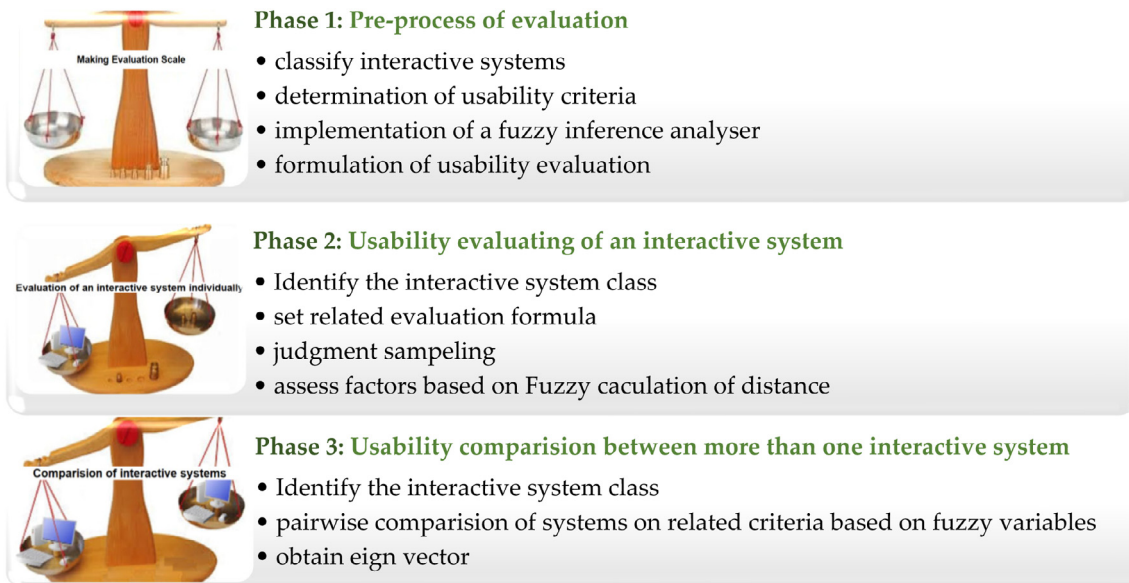 Phase 1: Pre-process of evaluation
Making Evaluation Scale
• classify interactive systems
• determination of usability criteria
• implementation of a fuzzy inference analyser
• formulation of usability evaluation
Phase 2: Usability evaluating of an interactive system
Evaluation of an interactive system individually
• Identify the interactive system class
• set related evaluation formula
• judgment sampeling
• assess factors based on Fuzzy caculation of distance
Phase 3: Usability comparision between more than one interactive system
Comparision of interactive systems
• Identify the interactive system class
• pairwise comparision of systems on related criteria based on fuzzy variables
• obtain eign vector